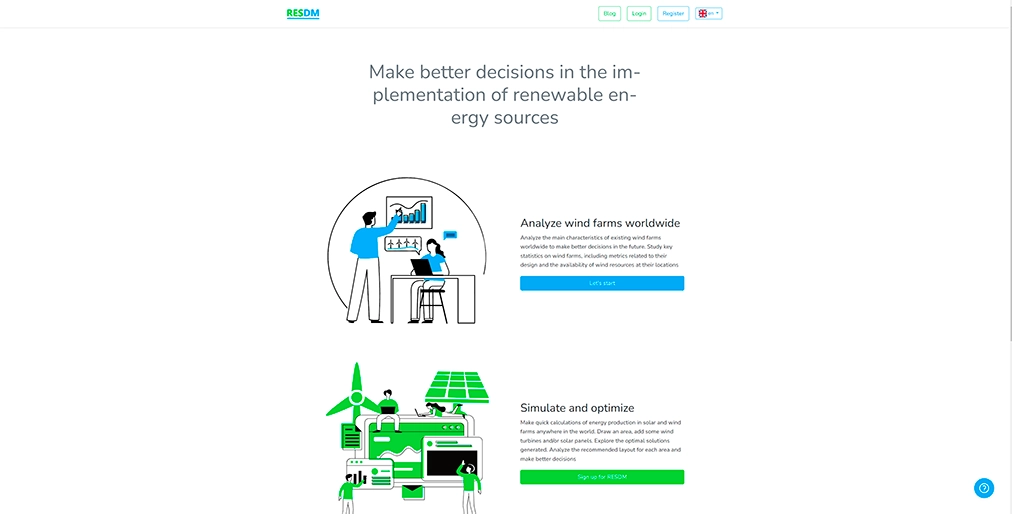 RESDM
Blog
Login
Register
en
Make better decisions in the im-
plementation of renewable en-
ergy sources
Analyze wind farms worldwide
Analyze the main characteristics of existing wind farms
worldwide to make better decisions in the future. Study key
statistics on wind farms, including metrics related to their
design and the availability of wind resources at their locations
Let's start
Simulate and optimize
Make quick calculations of energy production in solar and wind
farms anywhere in the world. Draw an area, add some wind
turbines and/or solar panels. Explore the optimal solutions
generated. Analyze the recommended layout for each area and
make better decisions
Sign up for RESDM